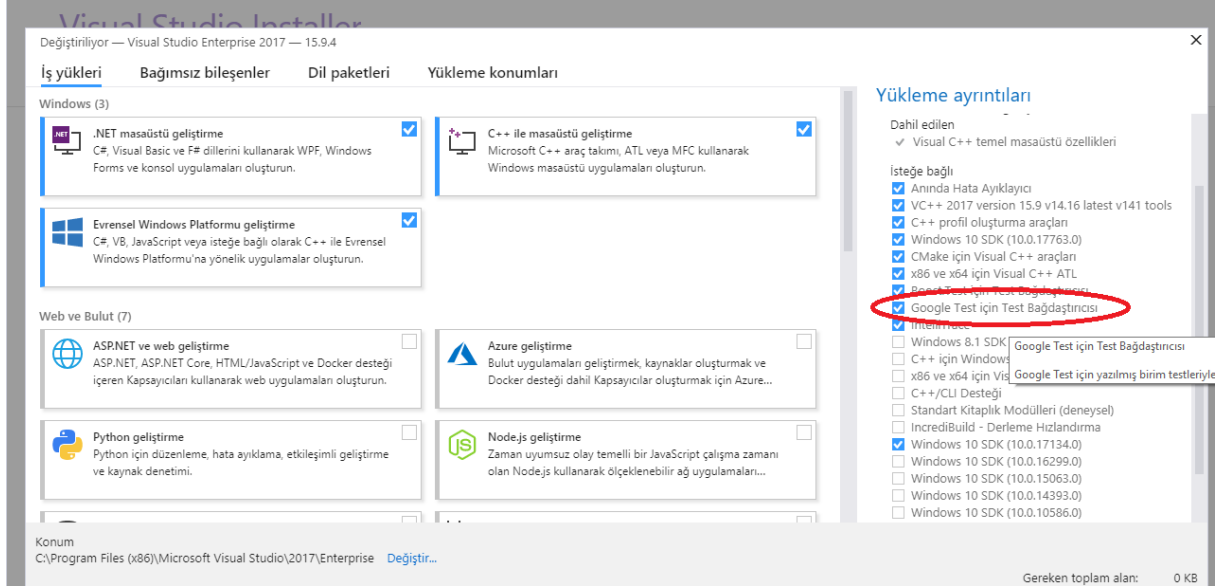 Visual Studio Installer
Değiştiriliyor — Visual Studio Enterprise 2017 — 15.9.4
İş yükleri Bağımsız bileşenler Dil paketleri Yükleme konumları
Windows (3)
.NET masaüstü geliştirme
C#, Visual Basic ve F# dillerini kullanarak WPF, Windows
Forms ve konsol uygulamaları oluşturun.
C++ ile masaüstü geliştirme
Microsoft C++ araç takımı, ATL veya MFC kullanarak
Windows masaüstü uygulamaları oluşturun.
Evrensel Windows Platformu geliştirme
C#, VB, JavaScript veya isteğe bağlı olarak C++ ile Evrensel
Windows Platformu'na yönelik uygulamalar oluşturun.
Web ve Bulut (7)
ASP.NET ve web geliştirme
ASP.NET, ASP.NET Core, HTML/JavaScript ve Docker desteği
içeren Kapsayıcıları kullanarak web uygulamaları oluşturun.
Azure geliştirme
Bulut uygulamaları geliştirmek, kaynaklar oluşturmak ve
Docker desteği dahil Kapsayıcılar oluşturmak için Azure...
Python geliştirme
Python için düzenleme, hata ayıklama, etkileşimli geliştirme
ve kaynak denetimi.
Node.js geliştirme
Zaman uyumsuz olay temelli bir JavaScript çalışma zamanı
olan Node.js kullanarak ölçeklenebilir ağ uygulamaları...
Yükleme ayrıntıları
Dahil edilen
Visual C++ temel masaüstü özellikleri
İsteğe bağlı
Anında Hata Ayıklayıcı
VC++ 2017 version 15.9 v14.16 latest v141 tools
C++ profil oluşturma araçları
Windows 10 SDK (10.0.17763.0)
CMake için Visual C++ araçları
x86 ve x64 için Visual C++ ATL
Boost Test için Test Bağdaştırıcısı
Google Test için Test Bağdaştırıcısı
IntelliTrace
Windows 8.1 SDK
Google Test için Test Bağdaştırıcısı
C++ için Windows
x86 ve x64 için Vis
Google Test için yazılmış birim testleriyle
C++/CLI Desteği
Standart Kitaplık Modülleri (deneysel)
IncrediBuild - Derleme Hızlandırma
Windows 10 SDK (10.0.17134.0)
Windows 10 SDK (10.0.16299.0)
Windows 10 SDK (10.0.15063.0)
Windows 10 SDK (10.0.14393.0)
Windows 10 SDK (10.0.10586.0)
Konum
C:\Program Files (x86)\Microsoft Visual Studio\2017\Enterprise Değiştir...
Gereken toplam alan: 0 KB